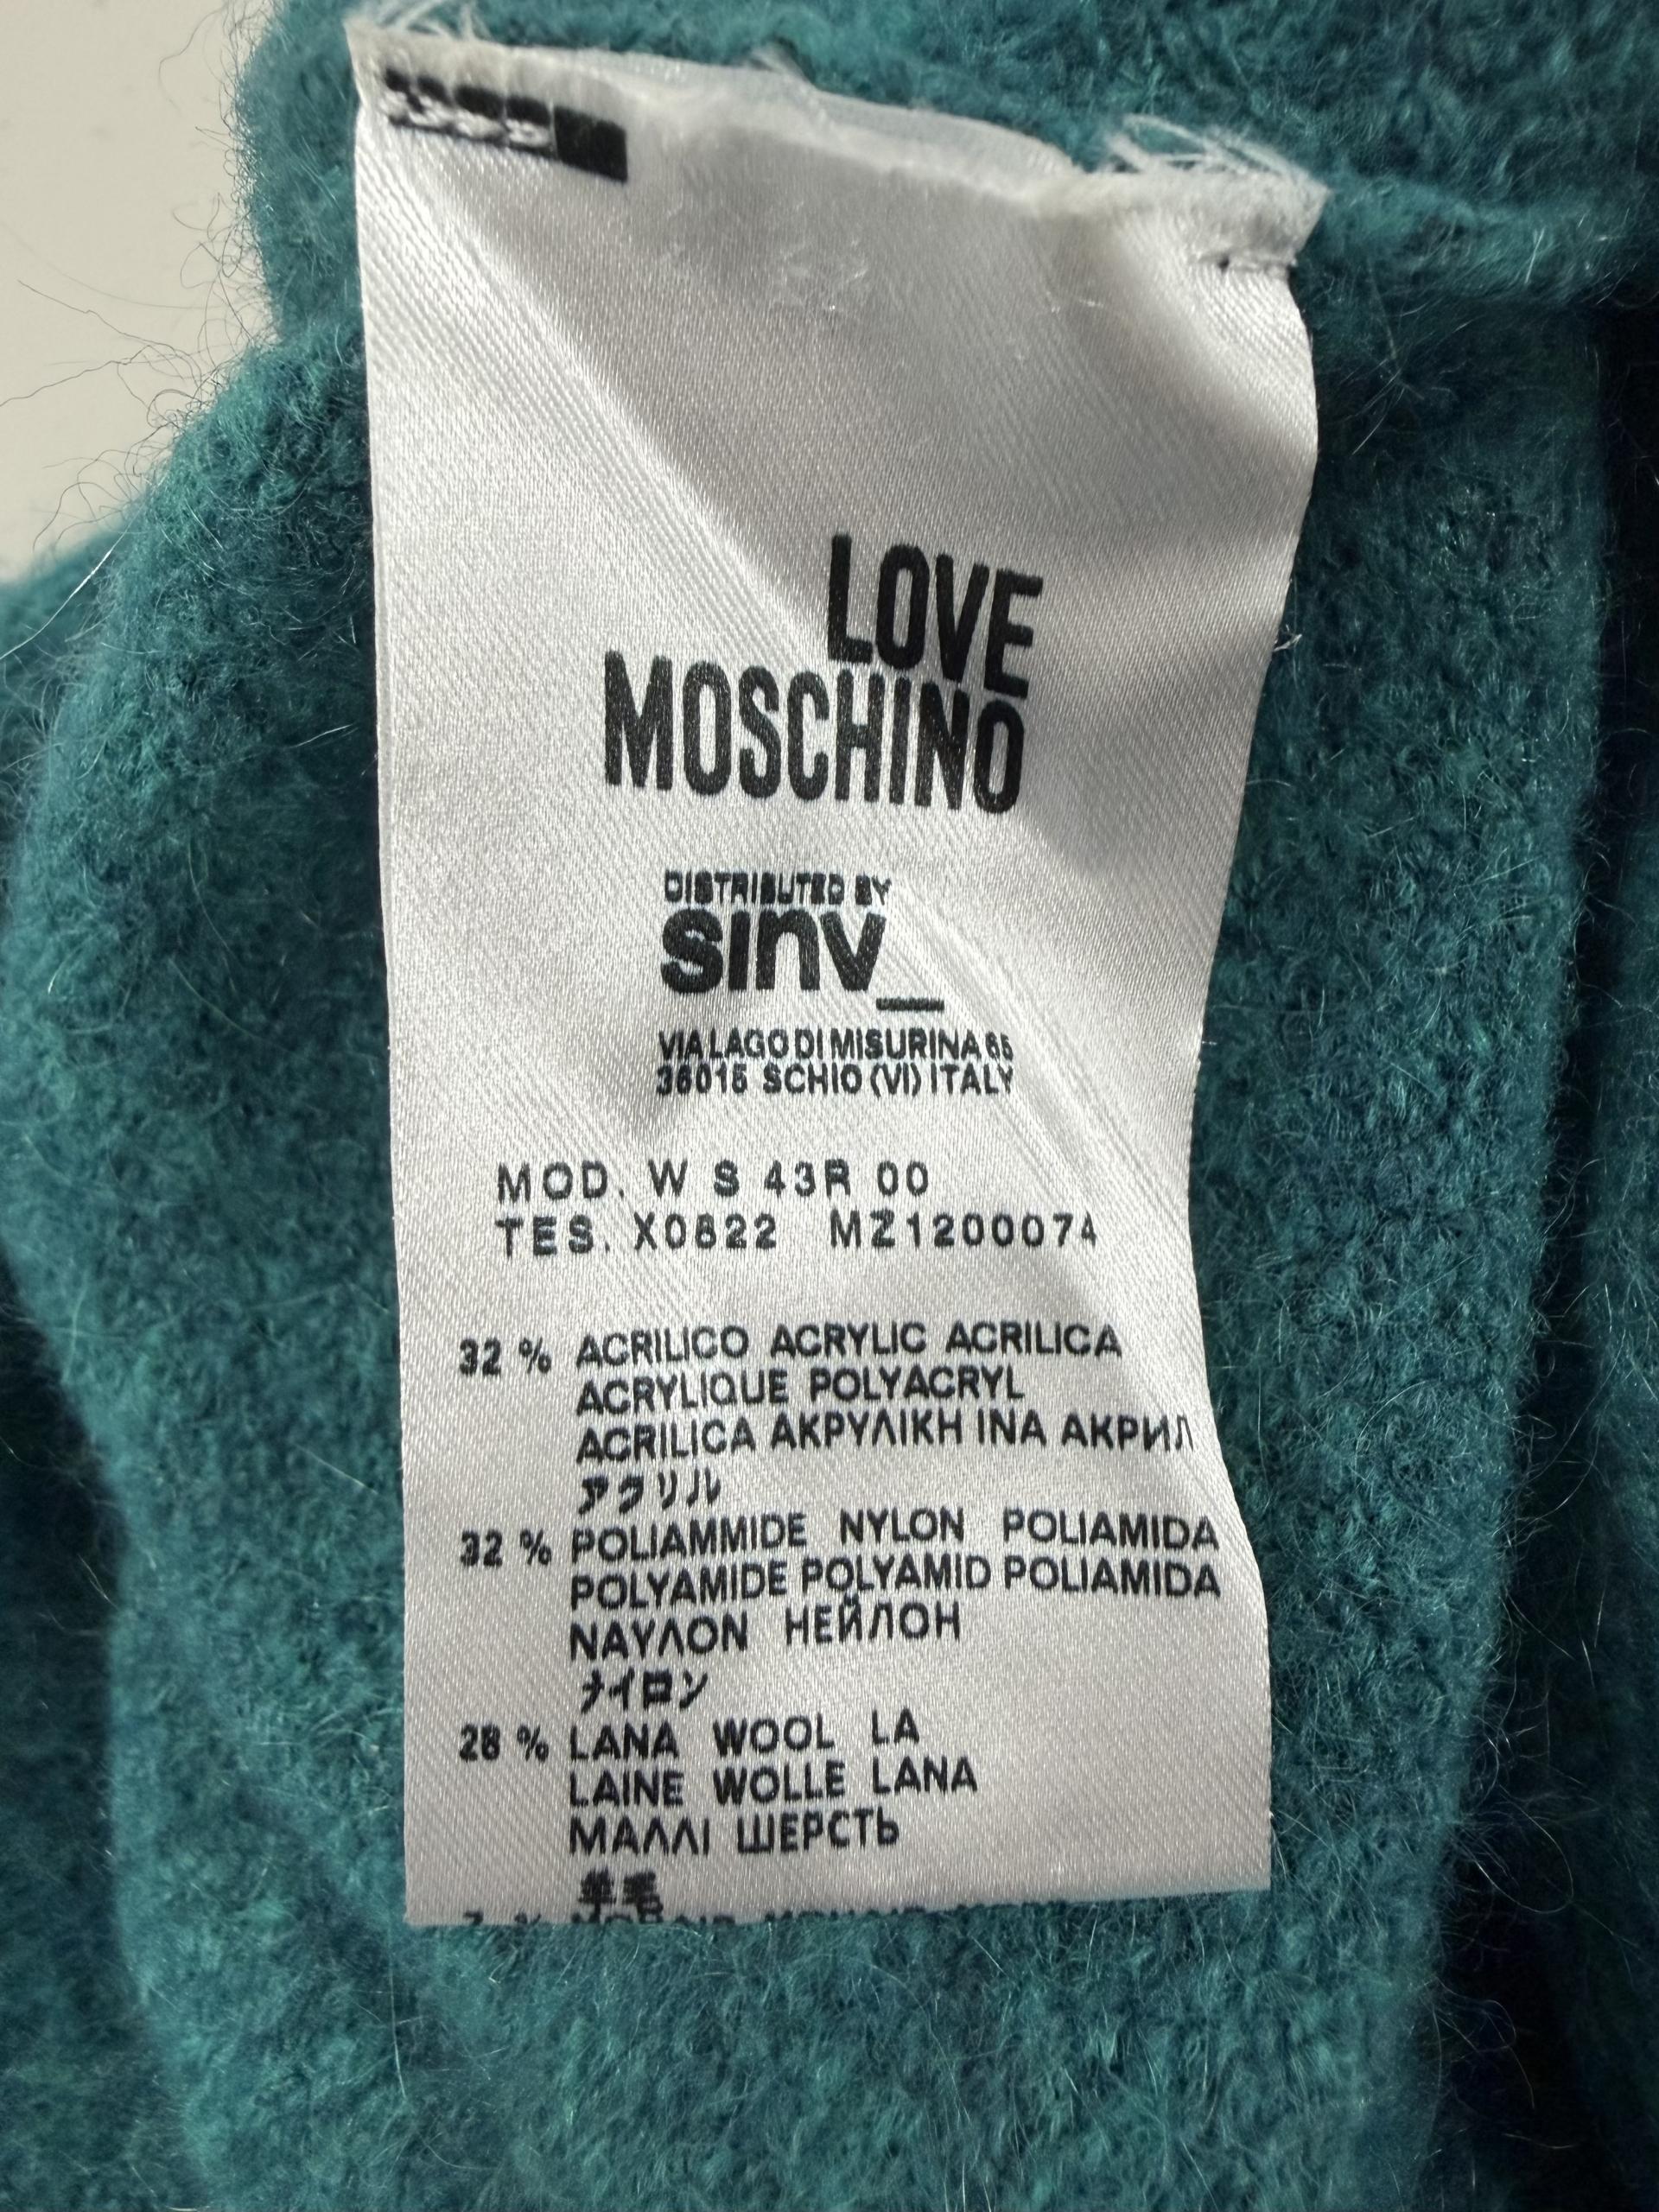 LOVE
MOSCHINO
DISTRIBUTED BY
sinv_
VIA LAGO DI MISURINA 65
36015 SCHIO (VI) ITALY
MOD. W S 43R 00
TES. X0822 MZ1200074
32 % ACRILICO ACRYLIC ACRILICA
ACRYLIQUE POLYACRYL
ACRILICA ΑΚΡΥΛΙΚΗ ΙΝΑ АКРИЛ
アクリル
32 % POLIAMMIDE NYLON POLIAMIDA
POLYAMIDE POLYAMID POLIAMIDA
ΝΑΥΛΟΝ НЕЙЛОН
ナイロン
28 % LANA WOOL LA
LAINE WOLLE LANA
ΜΑΛΛΙ ШЕРСТЬ
羊毛